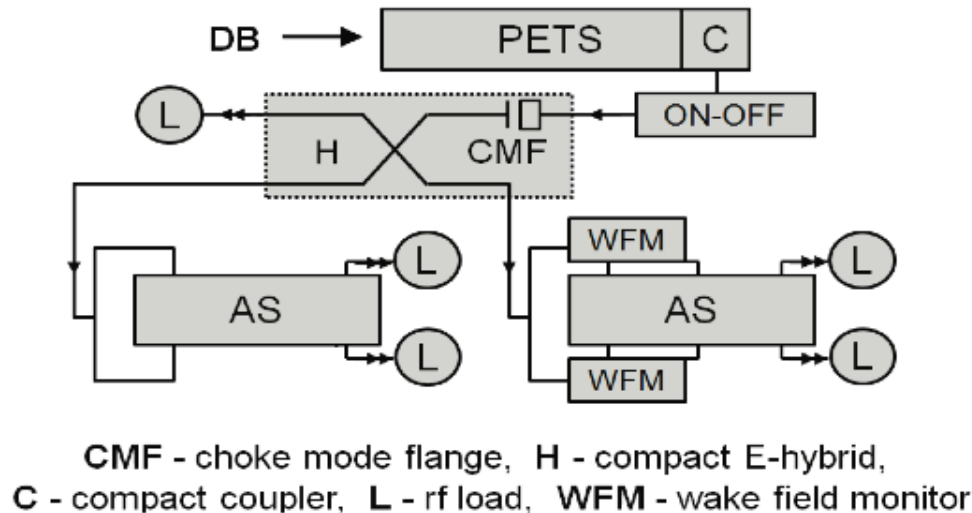 DB
PETS
C
L
ON-OFF
H
CMF
WFM
L
L
AS
AS
L
L
WFM
CMF - choke mode flange, H - compact E-hybrid,
C - compact coupler, L - rf load, WFM - wake field monitor